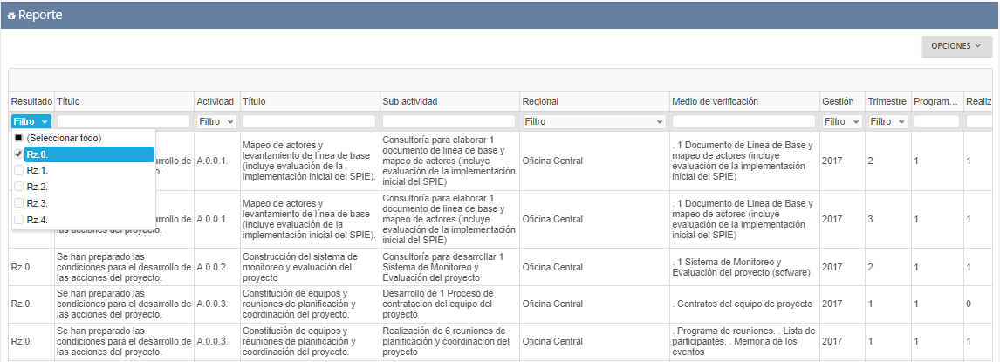 Reporte
OPCIONES
Resultado Título Actividad Título Sub actividad Regional Medio de verificación Gestión Trimestre Program... Realiz
Filtro Filtro Filtro Filtro Filtro
(Seleccionar todo)
Rz.0.
Rz.1.
Rz.2.
Rz.3.
Rz.4.
arrollo de
A.0.0.1.
Mapeo de actores y
levantamiento de línea de base
(incluye evaluación de la
implementación inicial del SPIE).
Consultoría para elaborar 1
documento de linea de base y
mapeo de actores (incluye
evaluación de la implementación
inicial del SPIE)
Oficina Central
. 1 Documento de Linea de Base y
mapeo de actores (incluye
evaluación de la implementación
inicial del SPIE)
2017 2 1 1
arrollo de
las acciones del proyecto.
A.0.0.1.
Mapeo de actores y
levantamiento de línea de base
(incluye evaluación de la
implementación inicial del SPIE).
Consultoría para elaborar 1
documento de linea de base y
mapeo de actores (incluye
evaluación de la implementación
inicial del SPIE)
Oficina Central
. 1 Documento de Linea de Base y
mapeo de actores (incluye
evaluación de la implementación
inicial del SPIE)
2017 3 1 1
Rz.0.
Se han preparado las
condiciones para el desarrollo de
las acciones del proyecto.
A.0.0.2.
Construcción del sistema de
monitoreo y evaluación del
proyecto
Consultoría para desarrollar 1
Sistema de Monitoreo y
Evaluación del proyecto
Oficina Central
. 1 Sistema de Monitoreo y
Evaluación del proyecto (sofware)
2017 2 1 1
Rz.0.
Se han preparado las
condiciones para el desarrollo de
las acciones del proyecto.
A.0.0.3.
Constitución de equipos y
reuniones de planificación y
coordinación del proyecto.
Desarrollo de 1 Proceso de
contratacion del equipo del
proyecto
Oficina Central
. Contratos del equipo de proyecto
2017 1 1 0
Rz.0.
Se han preparado las
condiciones para el desarrollo de
las acciones del proyecto.
A.0.0.3.
Constitución de equipos y
reuniones de planificación y
coordinación del proyecto.
Realización de 6 reuniones de
planificación y coordinacion del
proyecto
Oficina Central
. Programa de reuniones. . Lista de
participantes. . Memoria de los
eventos
2017 1 1 1